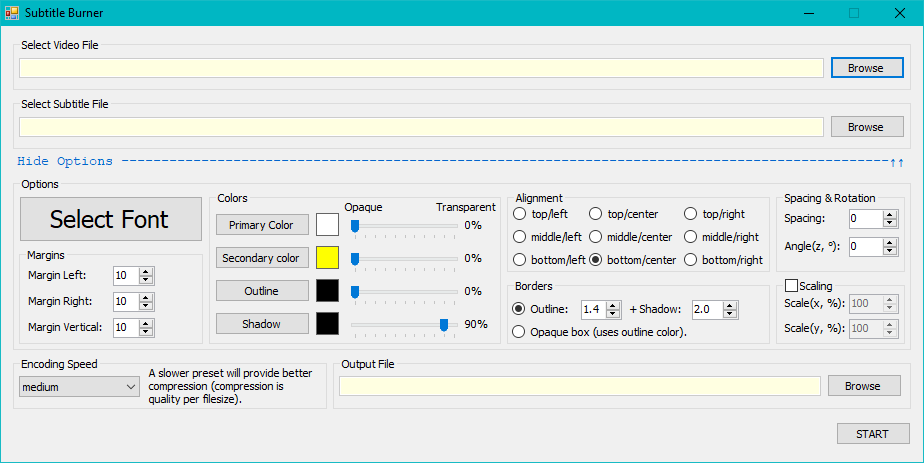 Subtitle Burner
Select Video File
Browse
Select Subtitle File
Browse
Hide Options ----------------------------------------------------------------------------------------------↑↑
Options
Select Font
Margins
Margin Left: 10
Margin Right: 10
Margin Vertical: 10
Colors
Opaque Transparent
Primary Color 0%
Secondary color 0%
Outline 0%
Shadow 90%
Alignment
top/left top/center top/right
middle/left middle/center middle/right
bottom/left bottom/center bottom/right
Borders
Outline: 1.4 + Shadow: 2.0
Opaque box (uses outline color).
Spacing & Rotation
Spacing: 0
Angle(z, °): 0
Scaling
Scale(x, %): 100
Scale(y, %): 100
Encoding Speed
medium
A slower preset will provide better
compression (compression is
quality per filesize).
Output File
Browse
START